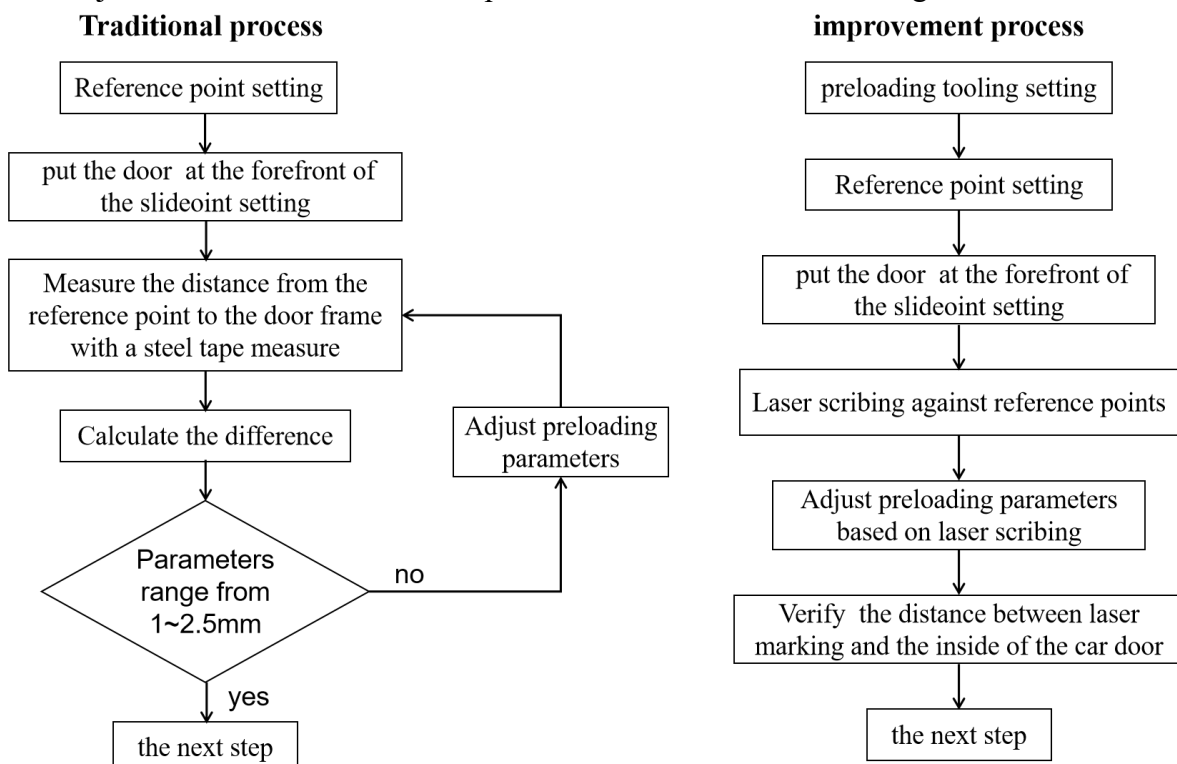 Traditional process
Reference point setting
put the door at the forefront of
the slideoint setting
Measure the distance from the
reference point to the door frame
with a steel tape measure
Calculate the difference
Adjust preloading
parameters
Parameters
range from
1~2.5mm
no
yes
the next step
improvement process
preloading tooling setting
Reference point setting
put the door at the forefront of
the slideoint setting
Laser scribing against reference points
Adjust preloading parameters
based on laser scribing
Verify the distance between laser
marking and the inside of the car door
the next step